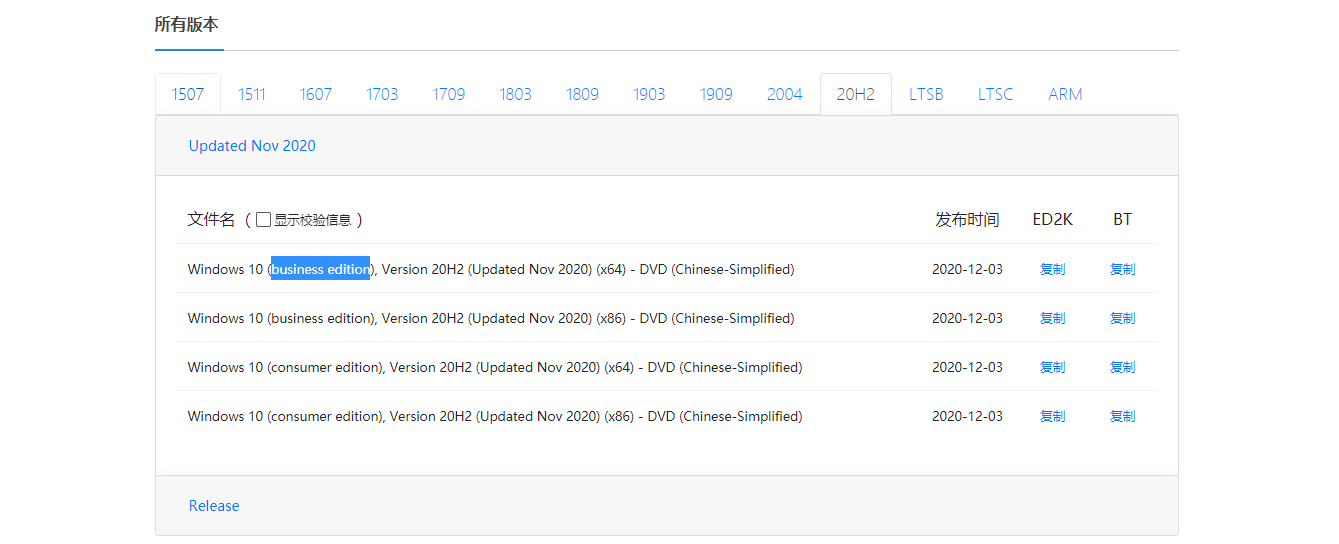 所有版本
1507 1511 1607 1703 1709 1803 1809 1903 1909 2004 20H2 LTSB LTSC ARM
Updated Nov 2020
文件名 ( 显示校验信息 ) 发布时间 ED2K BT
Windows 10 (business edition), Version 20H2 (Updated Nov 2020) (x64) - DVD (Chinese-Simplified) 2020-12-03 复制 复制
Windows 10 (business edition), Version 20H2 (Updated Nov 2020) (x86) - DVD (Chinese-Simplified) 2020-12-03 复制 复制
Windows 10 (consumer edition), Version 20H2 (Updated Nov 2020) (x64) - DVD (Chinese-Simplified) 2020-12-03 复制 复制
Windows 10 (consumer edition), Version 20H2 (Updated Nov 2020) (x86) - DVD (Chinese-Simplified) 2020-12-03 复制 复制
Release